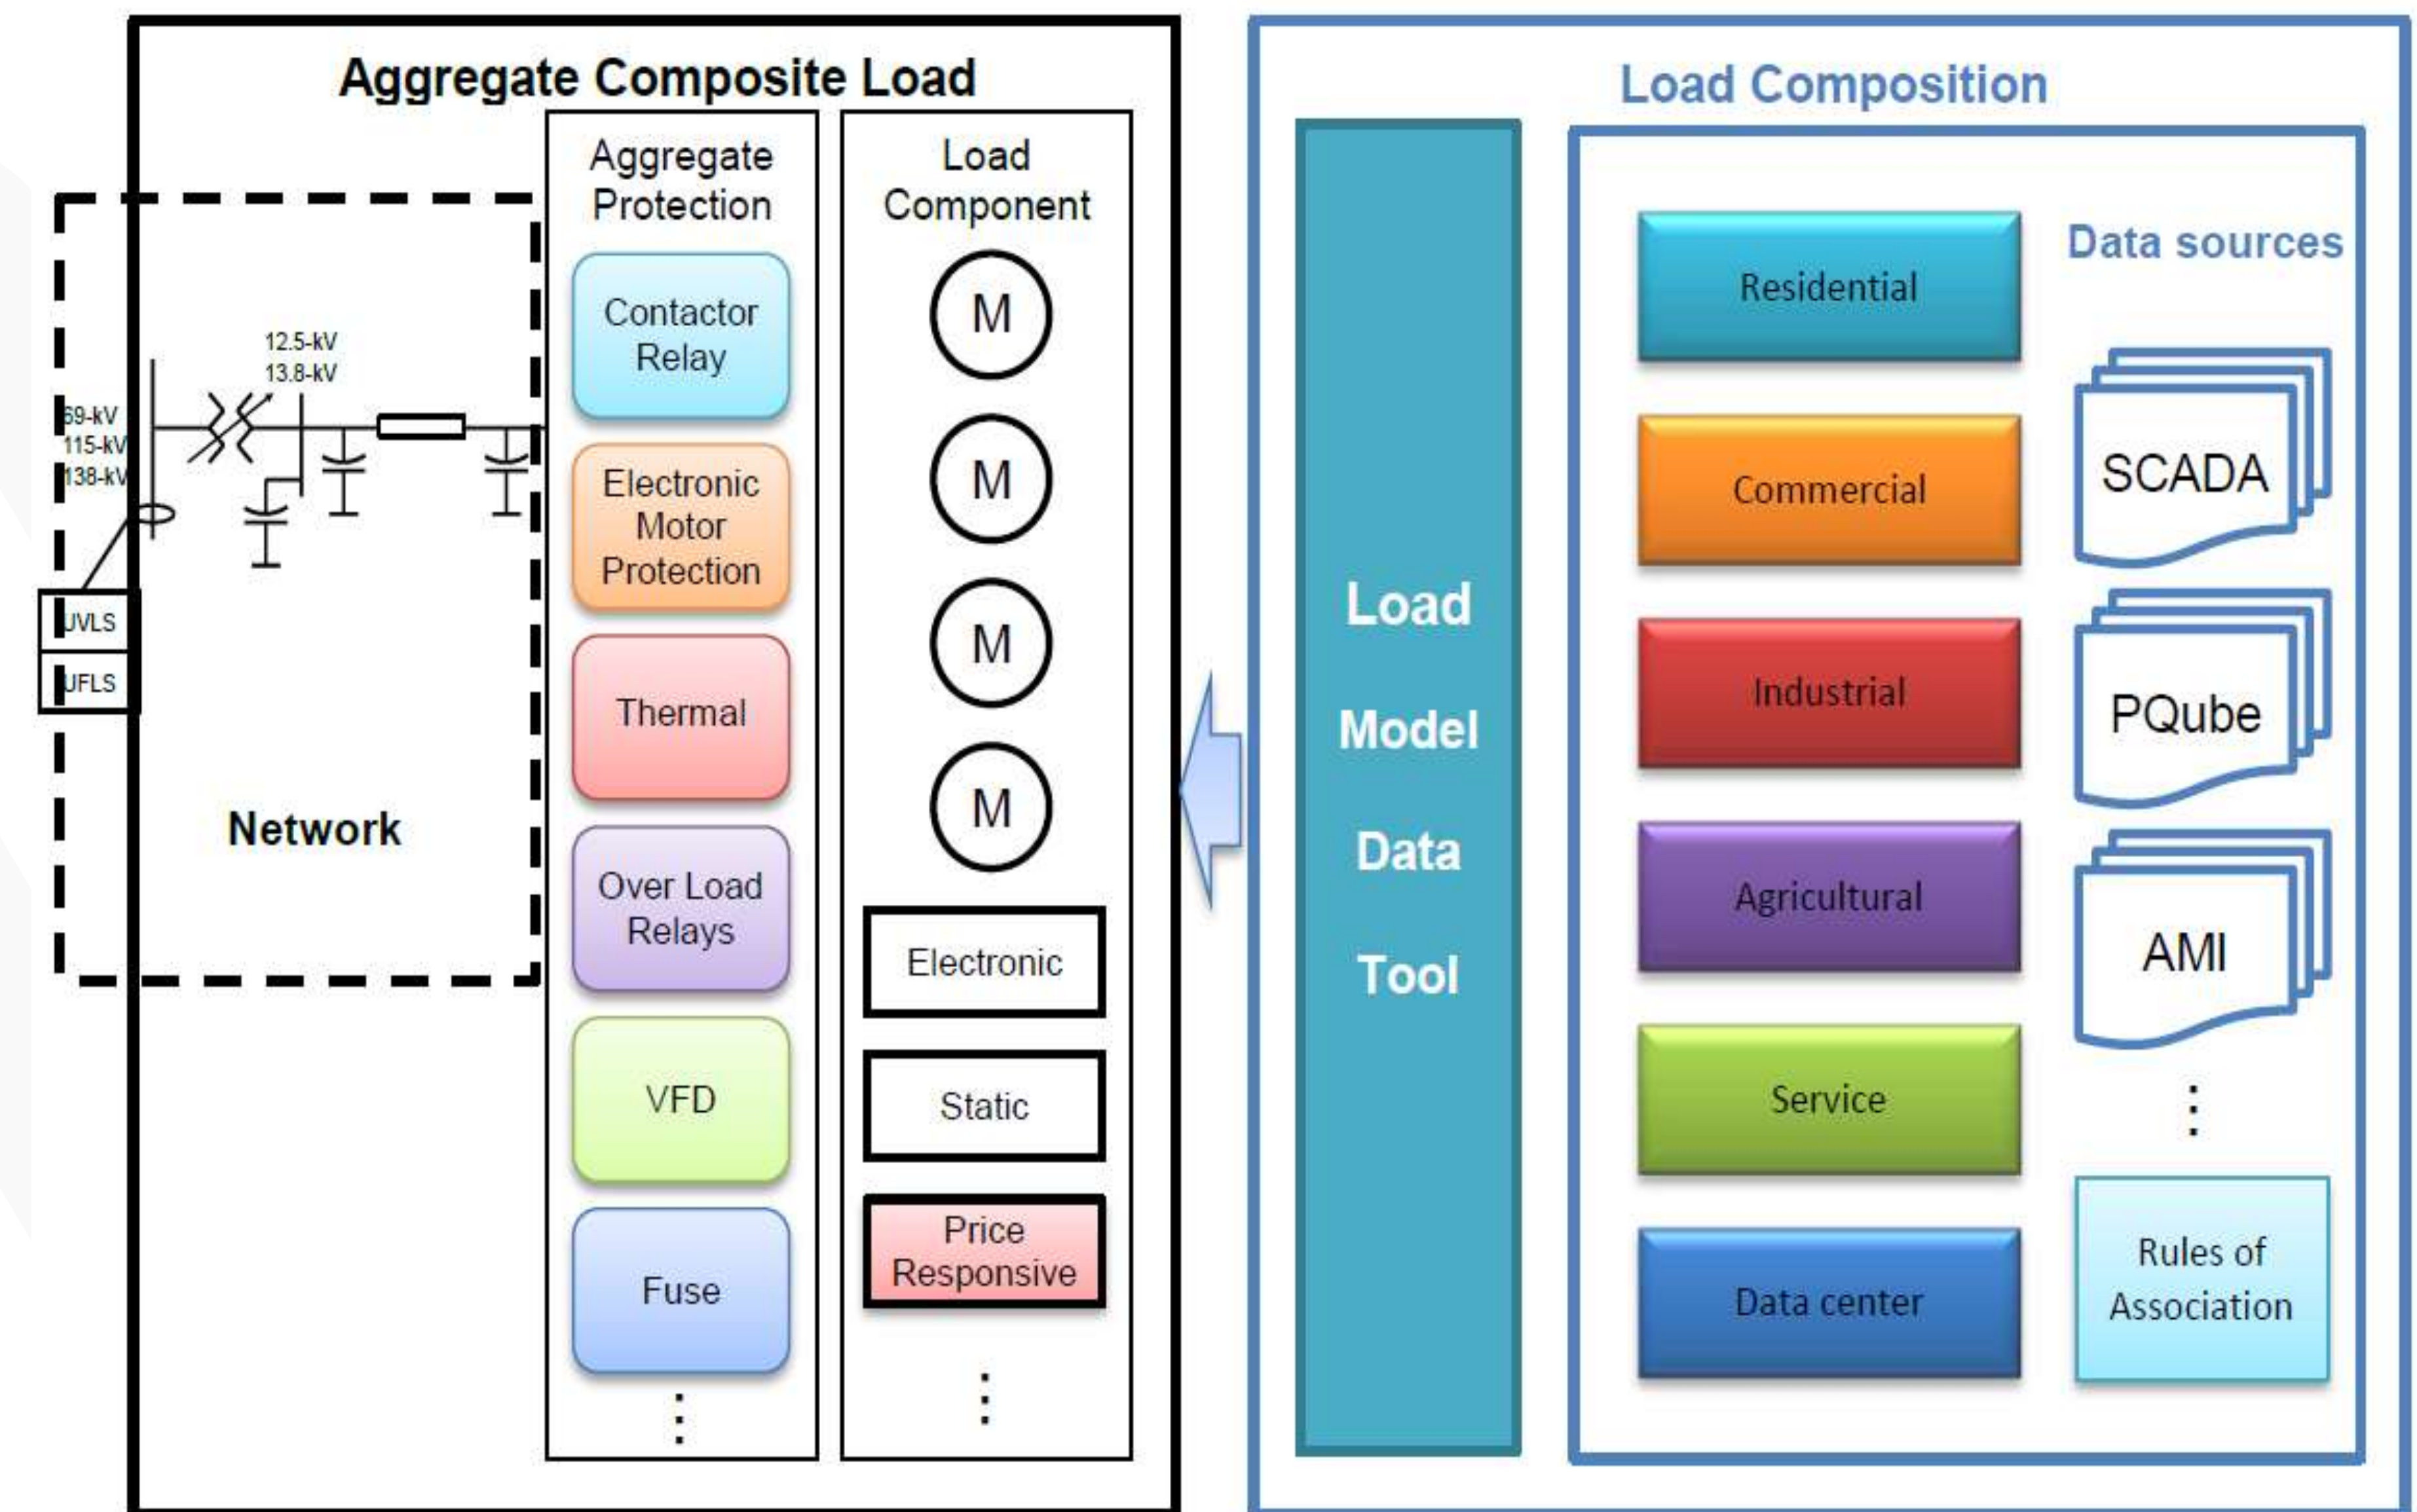 Aggregate Composite Load
Aggregate
Protection
Load
Component
12.5-kV
13.8-kV
69-kV
115-kV
138-kV
UVLS
UFLS
Network
Contactor
Relay
Electronic
Motor
Protection
Thermal
Over Load
Relays
VFD
Fuse
⋮
M
M
M
M
Electronic
Static
Price
Responsive
⋮
Load Composition
Load
Model
Data
Tool
Residential
Commercial
Industrial
Agricultural
Service
Data center
Data sources
SCADA
PQube
AMI
⋮
Rules of
Association